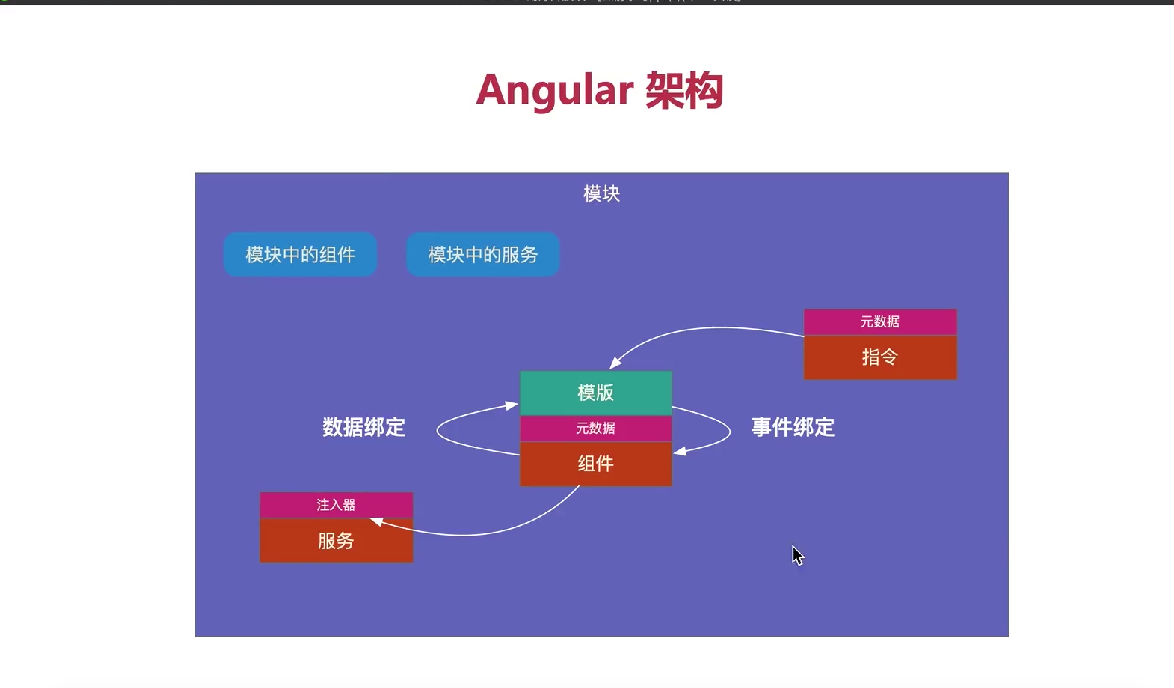 Angular 架构
模块
模块中的组件
模块中的服务
元数据
指令
模版
数据绑定
事件绑定
元数据
组件
注入器
服务